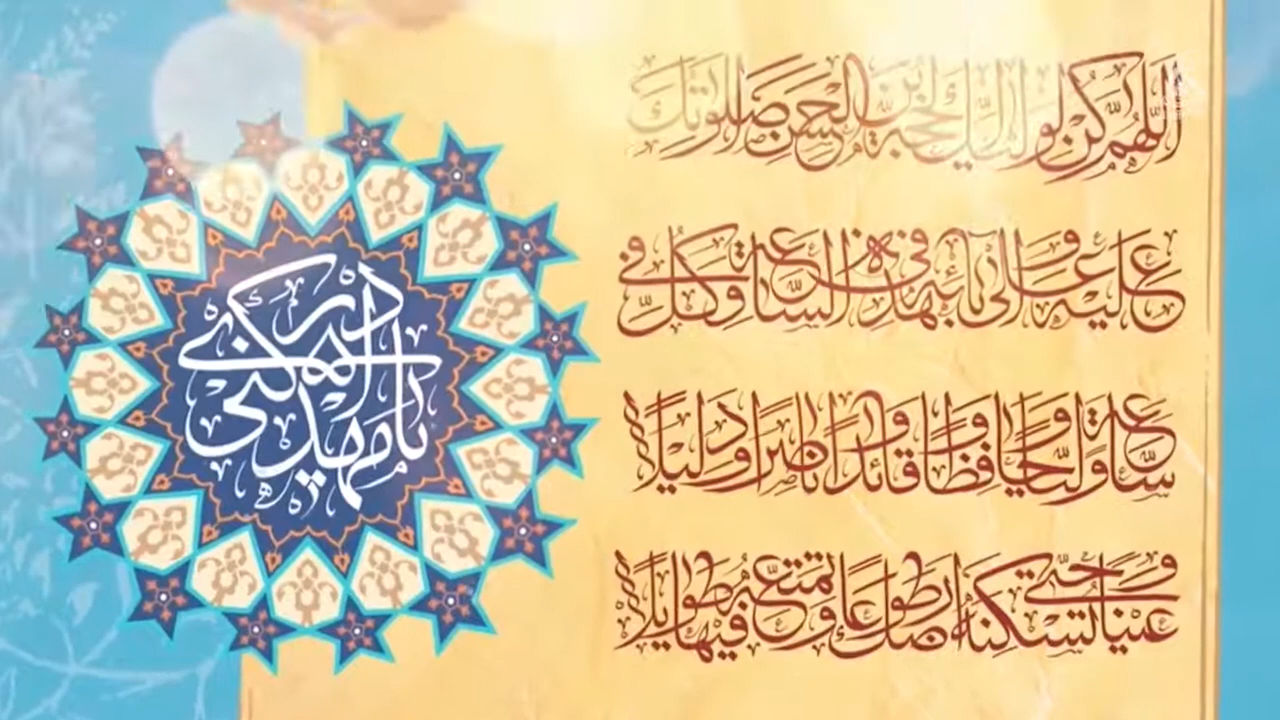 اللهم كن لوليك الحجة بن الحسن صلواتك
عليه وعلى آبائه في هذه الساعة وفي كل
ساعة وليا وحافظا وقائدا وناصرا ودليلا
وعينا حتى تسكنه أرضك طوعا وتمتعه فيها طويلا
يا مهدي
ادركني